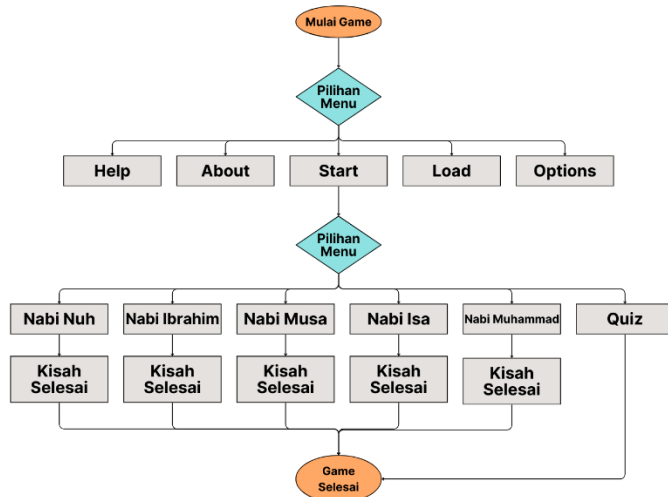 Mulai Game
Pilihan
Menu
Help
About
Start
Load
Options
Pilihan
Menu
Nabi Nuh
Nabi Ibrahim
Nabi Musa
Nabi Isa
Nabi Muhammad
Quiz
Kisah
Selesai
Kisah
Selesai
Kisah
Selesai
Kisah
Selesai
Kisah
Selesai
Game
Selesai